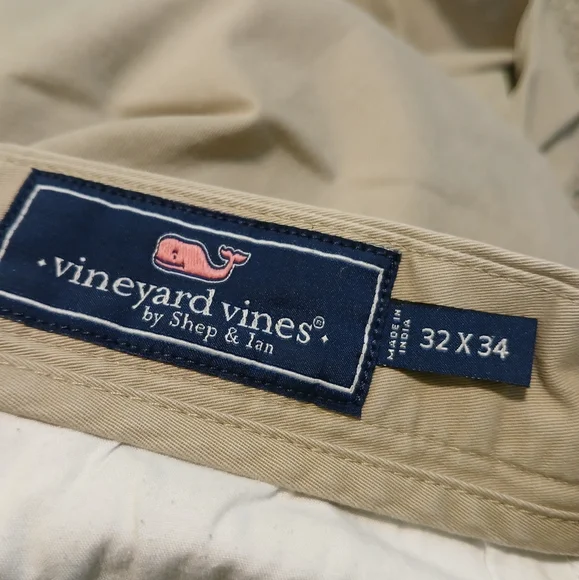 vineyard vines®
by Shep & Ian
MADE IN
INDIA
32 X 34